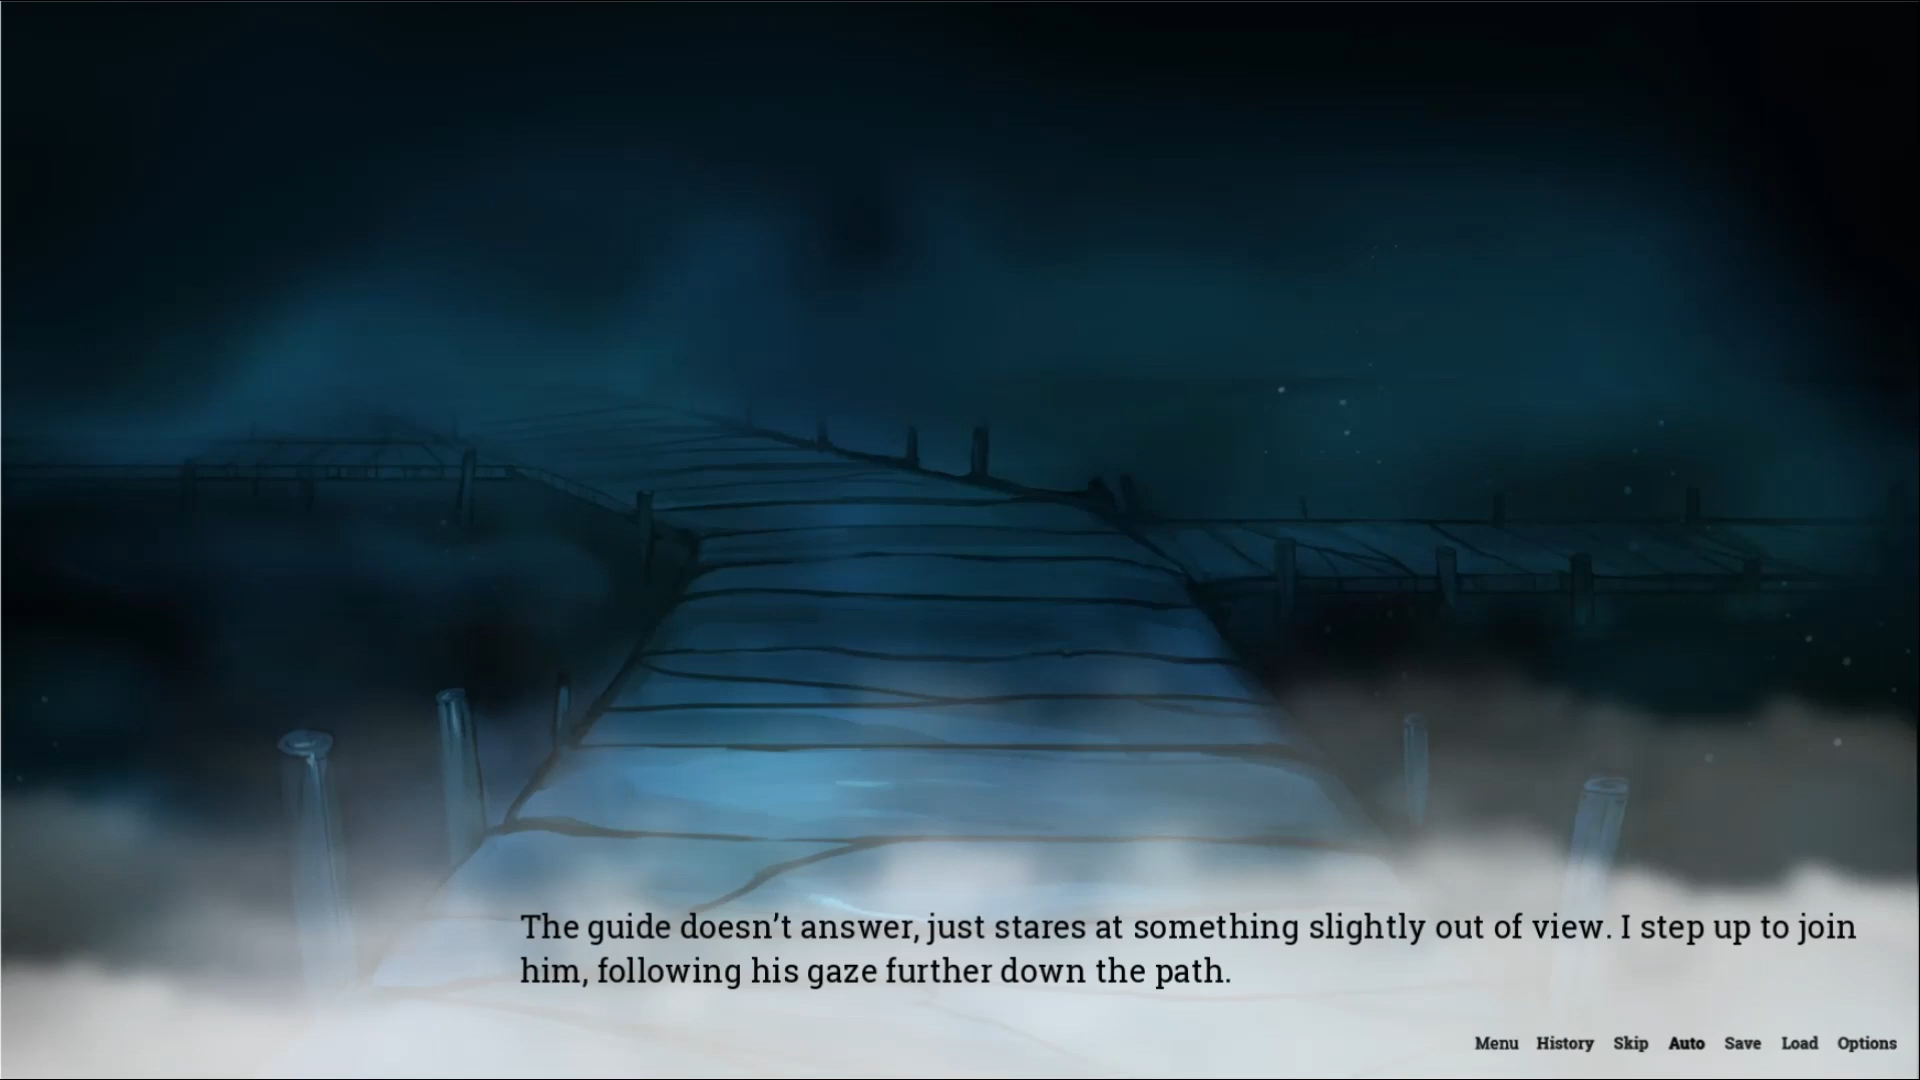 The guide doesn’t answer, just stares at something slightly out of view. I step up to join
him, following his gaze further down the path.
Menu History Skip Auto Save Load Options